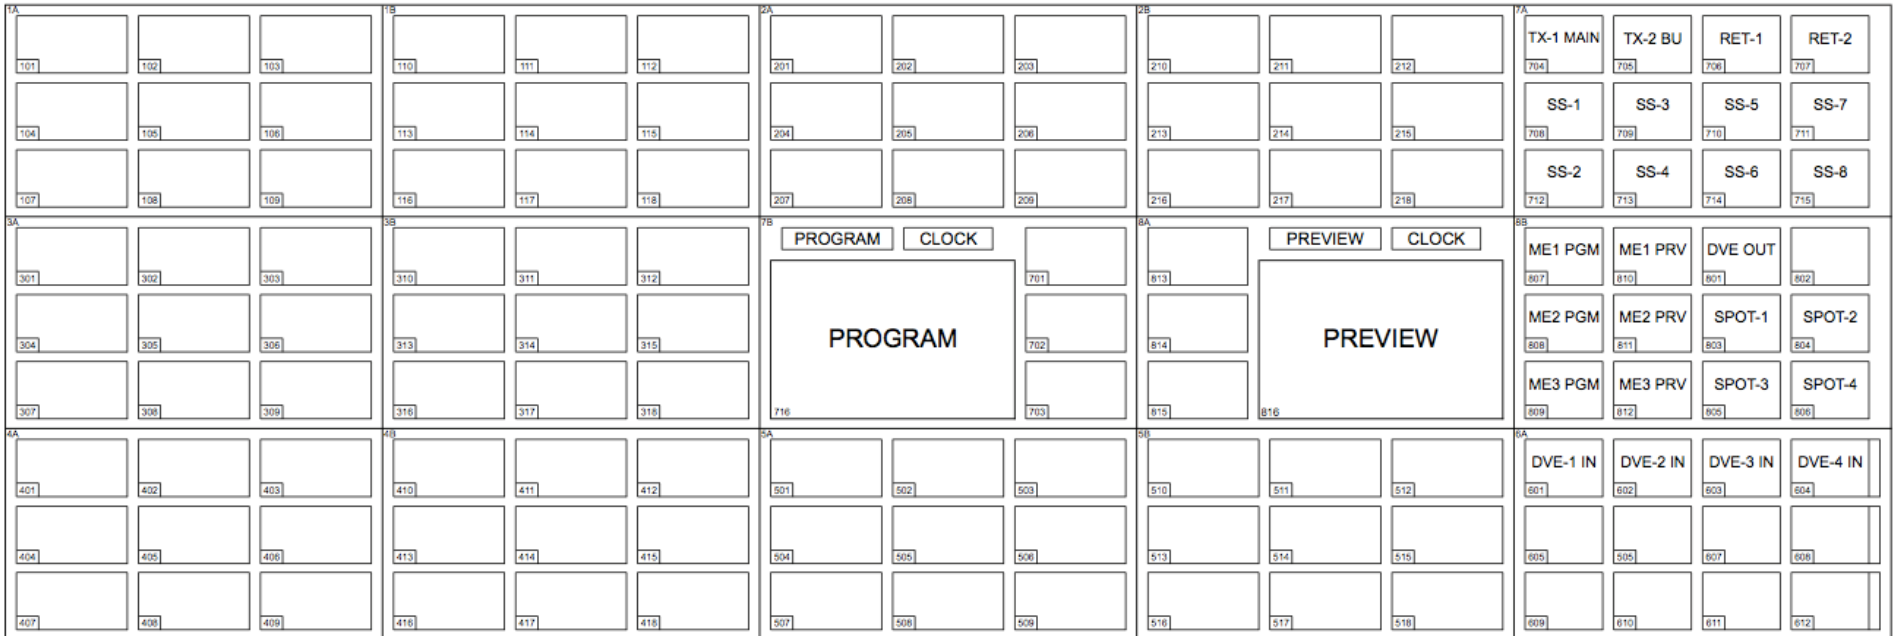 1A
101
102
103
104
105
106
107
108
109
1B
110
111
112
113
114
115
116
117
118
2A
201
202
203
204
205
206
207
208
209
2B
210
211
212
213
214
215
216
217
218
7A
TX-1 MAIN
TX-2 BU
RET-1
RET-2
704
705
706
707
SS-1
SS-3
SS-5
SS-7
708
709
710
711
SS-2
SS-4
SS-6
SS-8
712
713
714
715
3A
301
302
303
304
305
306
307
308
309
3B
310
311
312
313
314
315
316
317
318
7B
PROGRAM
CLOCK
PROGRAM
716
701
702
703
8A
813
814
815
PREVIEW
CLOCK
PREVIEW
816
8B
ME1 PGM
ME1 PRV
DVE OUT
807
810
801
802
ME2 PGM
ME2 PRV
SPOT-1
SPOT-2
808
811
803
804
ME3 PGM
ME3 PRV
SPOT-3
SPOT-4
809
812
805
806
4A
401
402
403
404
405
406
407
408
409
4B
410
411
412
413
414
415
416
417
418
5A
501
502
503
504
505
506
507
508
509
5B
510
511
512
513
514
515
516
517
518
6A
DVE-1 IN
DVE-2 IN
DVE-3 IN
DVE-4 IN
601
602
603
604
605
505
607
608
609
610
611
612